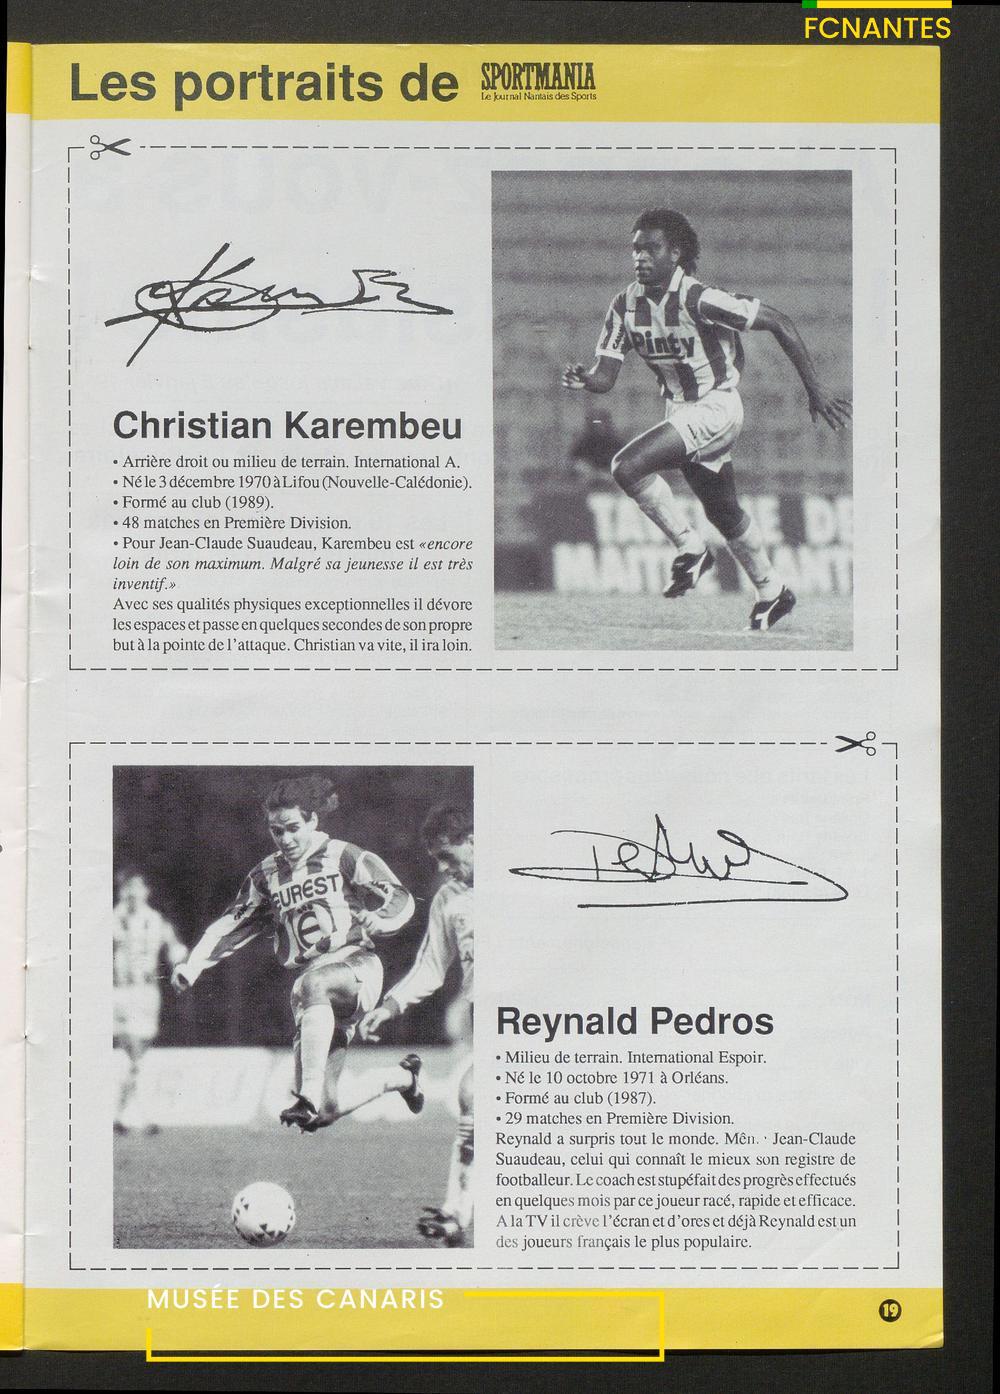 FCNANTES
Les portraits de SPORTMANIA
Le Journal Nantais des Sports
Pinty
Christian Karembeu
• Arrière droit ou milieu de terrain. International A.
• Né le 3 décembre 1970 à Lifou (Nouvelle-Calédonie).
• Formé au club (1989).
• 48 matches en Première Division.
• Pour Jean-Claude Suaudeau, Karembeu est «encore
loin de son maximum. Malgré sa jeunesse il est très
inventif.»
Avec ses qualités physiques exceptionnelles il dévore
les espaces et passe en quelques secondes de son propre
but à la pointe de l'attaque. Christian va vite, il ira loin.
EUREST
Reynald Pedros
• Milieu de terrain. International Espoir.
• Né le 10 octobre 1971 à Orléans.
• Formé au club (1987).
• 29 matches en Première Division.
Reynald a surpris tout le monde. Jean-Claude
Suaudeau, celui qui connaît le mieux son registre de
footballeur. Le coach est stupéfait des progrès effectués
en quelques mois par ce joueur racé, rapide et efficace.
A la TV il crève l'écran et d'ores et déjà Reynald est un
des joueurs français le plus populaire.
MUSÉE DES CANARIS
19